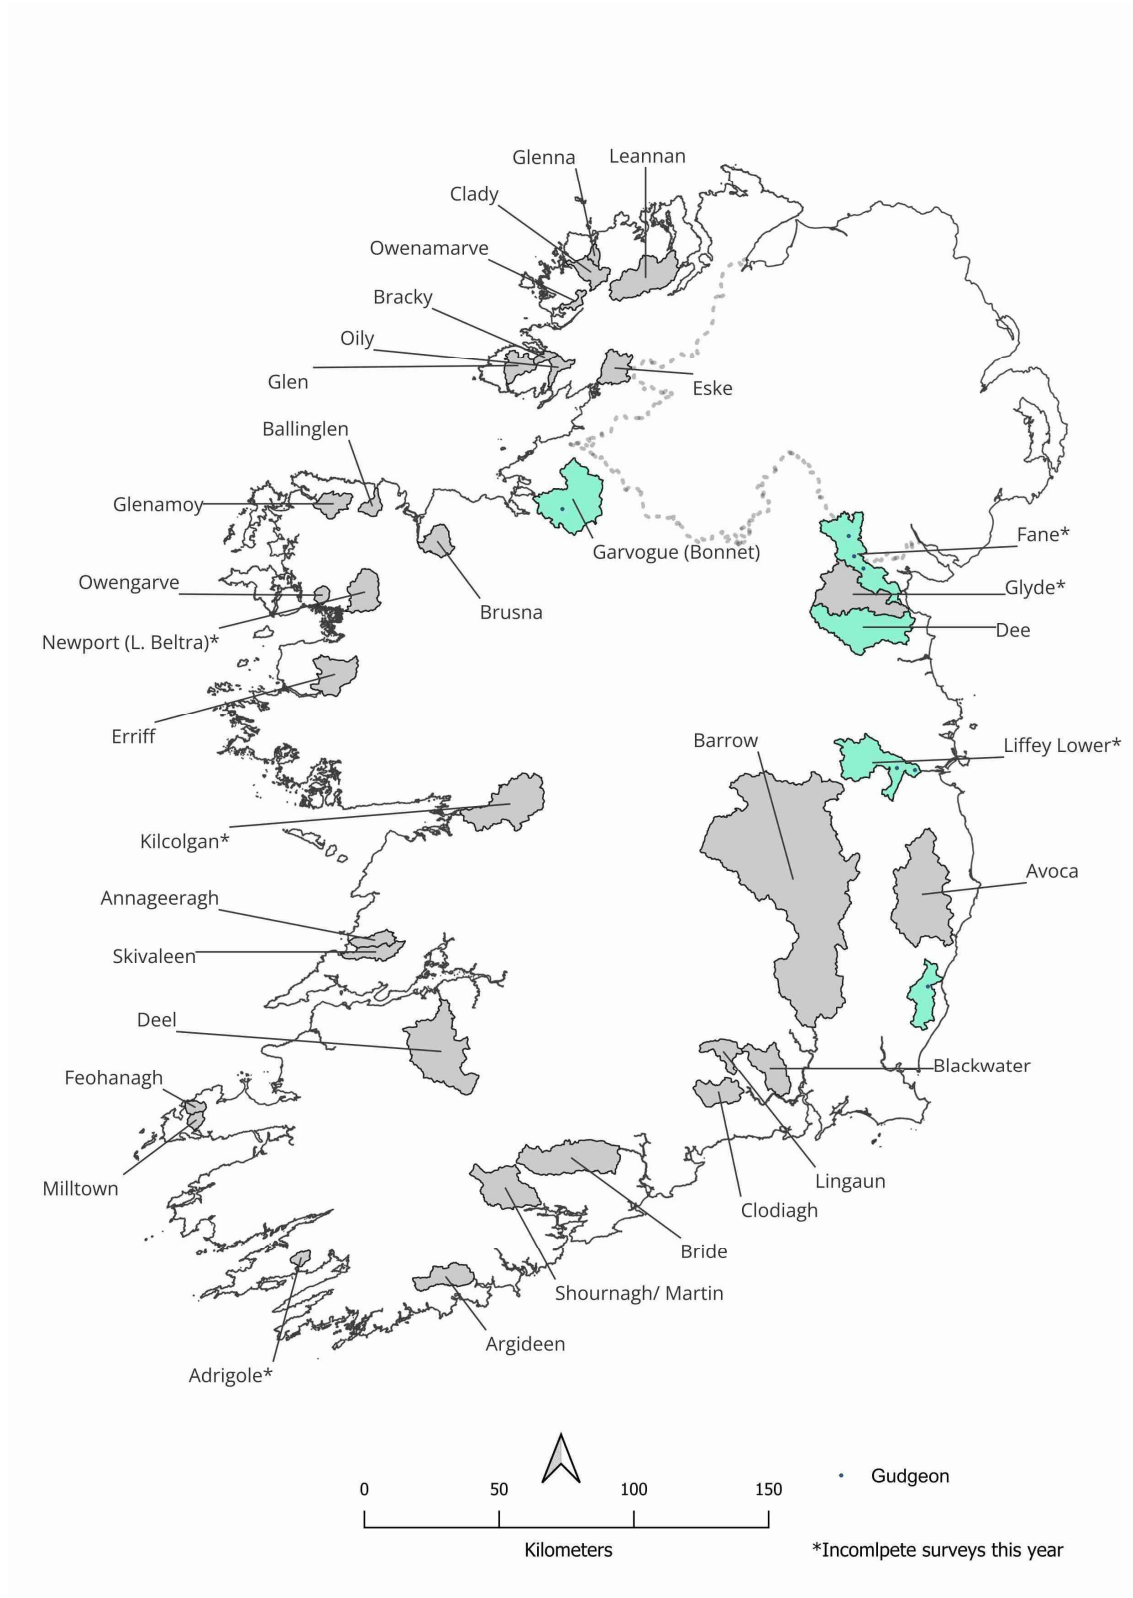 Glenna
Leannan
Clady
Owenamarve
Bracky
Oily
Glen
Eske
Ballinglen
Glenamoy
Garvogue (Bonnet)
Fane*
Owengarve
Glyde*
Brusna
Dee
Newport (L. Beltra)*
Erriff
Barrow
Liffey Lower*
Kilcolgan*
Avoca
Annageeragh
Skivaleen
Deel
Blackwater
Feohanagh
Milltown
Lingaun
Clodiagh
Bride
Shournagh/ Martin
Argideen
Adrigole*
0 50 100 150
Kilometers
Gudgeon
*Incomlpete surveys this year